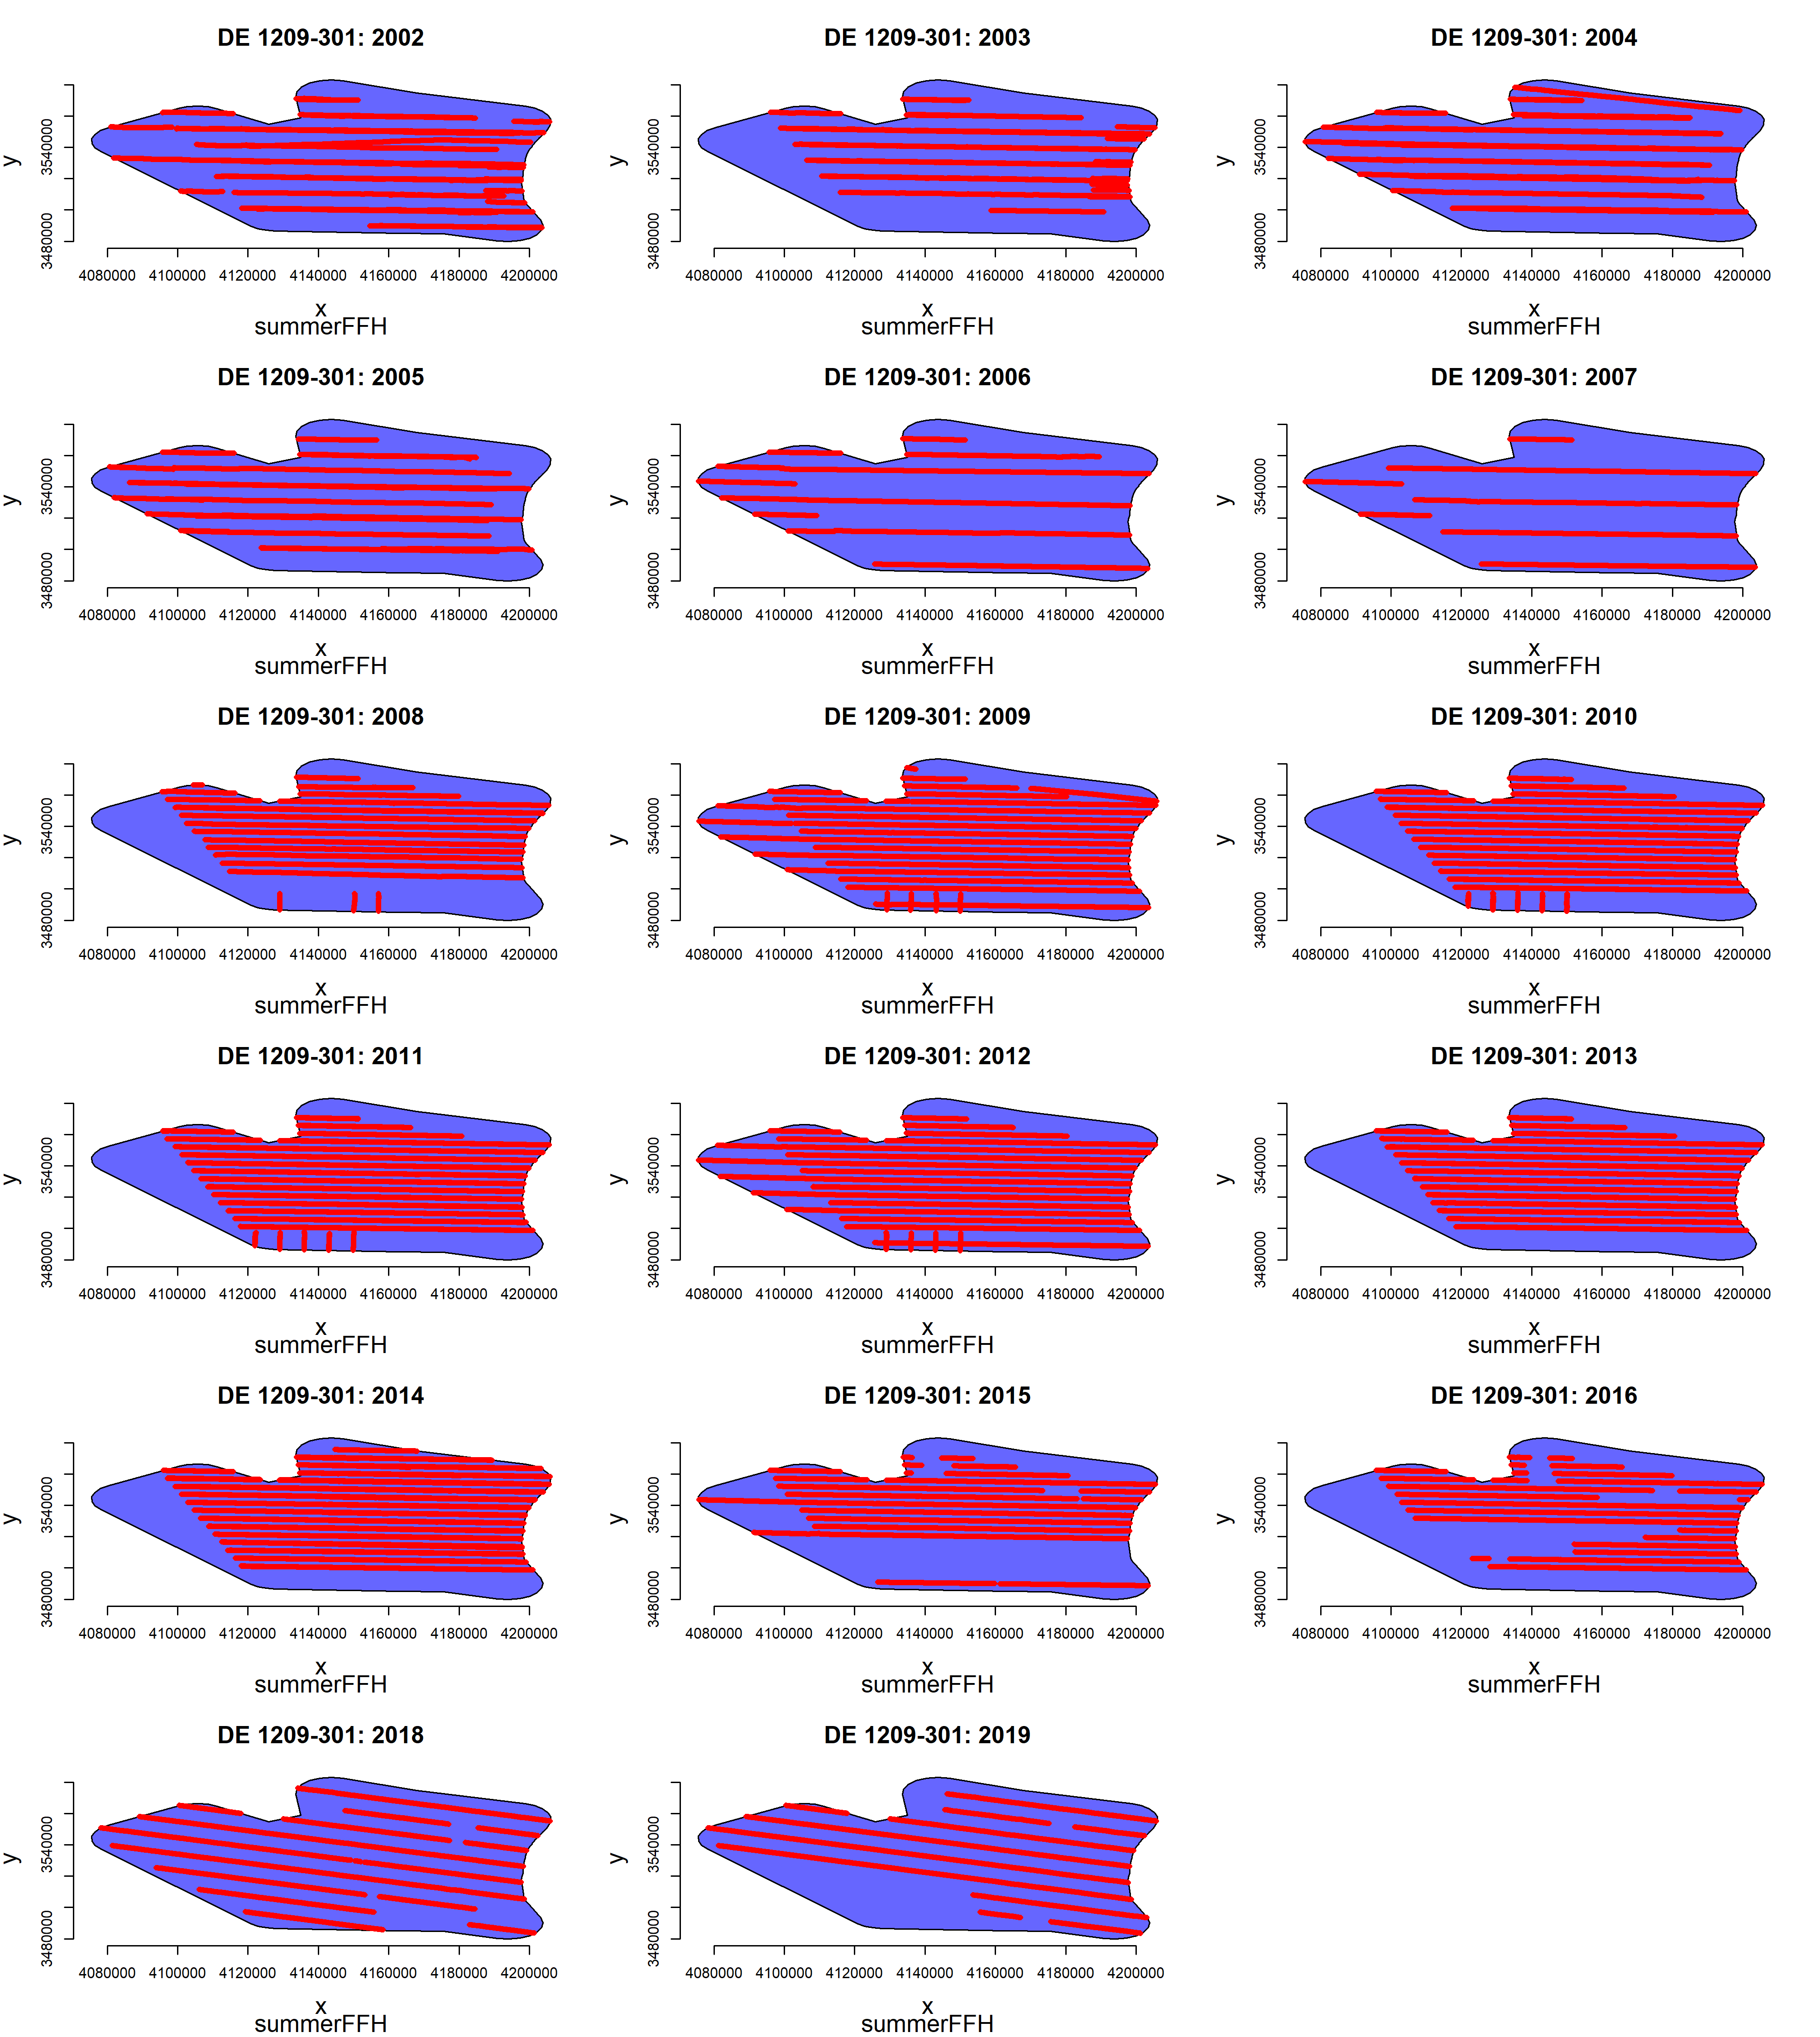 DE 1209-301: 2002
DE 1209-301: 2003
DE 1209-301: 2004
y
3480000 3540000
4080000 4100000 4120000 4140000 4160000 4180000 4200000
x
summerFFH
y
3480000 3540000
4080000 4100000 4120000 4140000 4160000 4180000 4200000
x
summerFFH
y
3480000 3540000
4080000 4100000 4120000 4140000 4160000 4180000 4200000
x
summerFFH
DE 1209-301: 2005
DE 1209-301: 2006
DE 1209-301: 2007
y
3480000 3540000
4080000 4100000 4120000 4140000 4160000 4180000 4200000
x
summerFFH
y
3480000 3540000
4080000 4100000 4120000 4140000 4160000 4180000 4200000
x
summerFFH
y
3480000 3540000
4080000 4100000 4120000 4140000 4160000 4180000 4200000
x
summerFFH
DE 1209-301: 2008
DE 1209-301: 2009
DE 1209-301: 2010
y
3480000 3540000
4080000 4100000 4120000 4140000 4160000 4180000 4200000
x
summerFFH
y
3480000 3540000
4080000 4100000 4120000 4140000 4160000 4180000 4200000
x
summerFFH
y
3480000 3540000
4080000 4100000 4120000 4140000 4160000 4180000 4200000
x
summerFFH
DE 1209-301: 2011
DE 1209-301: 2012
DE 1209-301: 2013
y
3480000 3540000
4080000 4100000 4120000 4140000 4160000 4180000 4200000
x
summerFFH
y
3480000 3540000
4080000 4100000 4120000 4140000 4160000 4180000 4200000
x
summerFFH
y
3480000 3540000
4080000 4100000 4120000 4140000 4160000 4180000 4200000
x
summerFFH
DE 1209-301: 2014
DE 1209-301: 2015
DE 1209-301: 2016
y
3480000 3540000
4080000 4100000 4120000 4140000 4160000 4180000 4200000
x
summerFFH
y
3480000 3540000
4080000 4100000 4120000 4140000 4160000 4180000 4200000
x
summerFFH
y
3480000 3540000
4080000 4100000 4120000 4140000 4160000 4180000 4200000
x
summerFFH
DE 1209-301: 2018
DE 1209-301: 2019
y
3480000 3540000
4080000 4100000 4120000 4140000 4160000 4180000 4200000
x
summerFFH
y
3480000 3540000
4080000 4100000 4120000 4140000 4160000 4180000 4200000
x
summerFFH